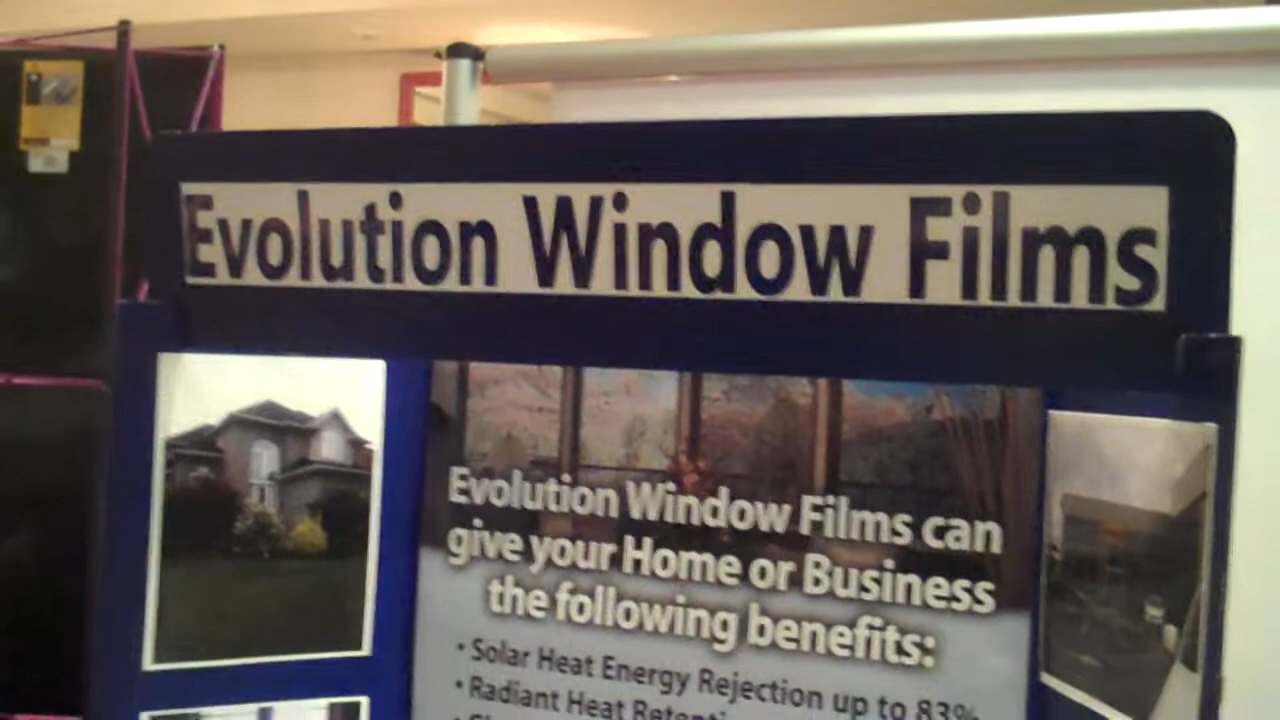 Evolution Window Films
Evolution Window Films can
give your Home or Business
the following benefits:
• Solar Heat Energy Rejection up to 83%
• Radiant Heat